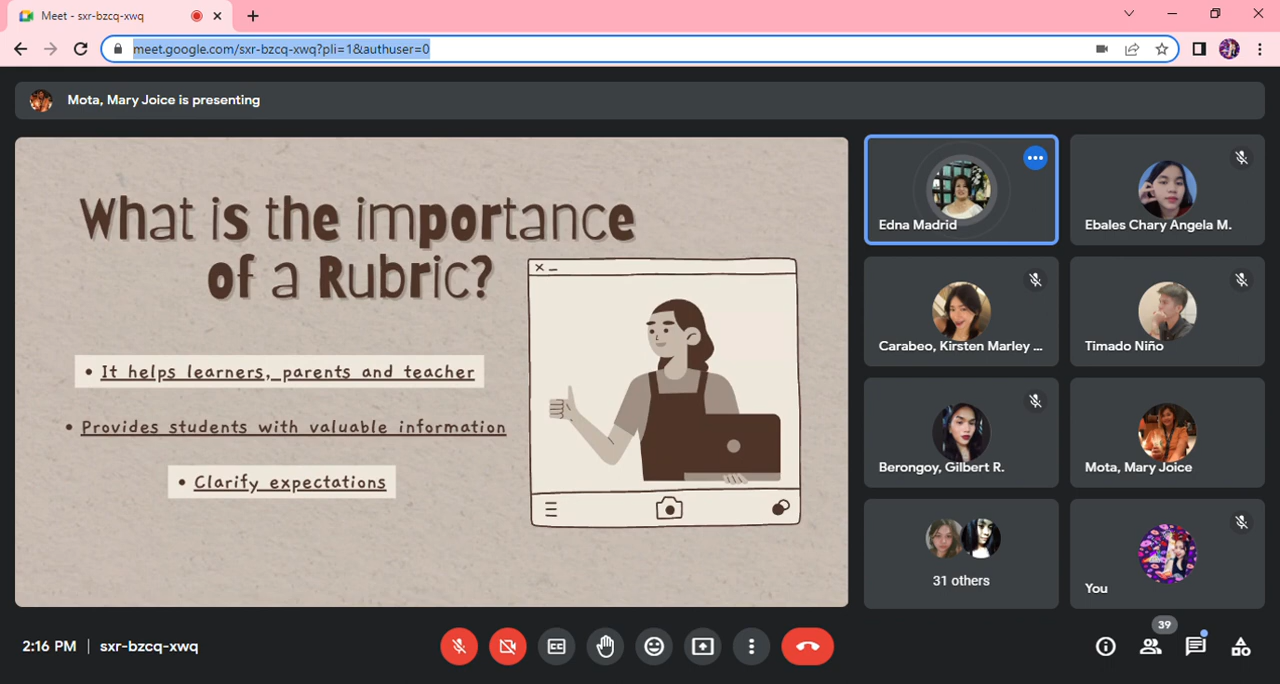 Meet - sxr-bzcq-xwq
meet.google.com/sxr-bzcq-xwq?pli=1&authuser=0
Mota, Mary Joice is presenting
What is the importance
of a Rubric?
• It helps learners, parents and teacher
• Provides students with valuable information
• Clarify expectations
Edna Madrid
Ebales Chary Angela M.
Carabeo, Kirsten Marley ...
Timado Niño
Berongoy, Gilbert R.
Mota, Mary Joice
31 others
You
2:16 PM | sxr-bzcq-xwq
39